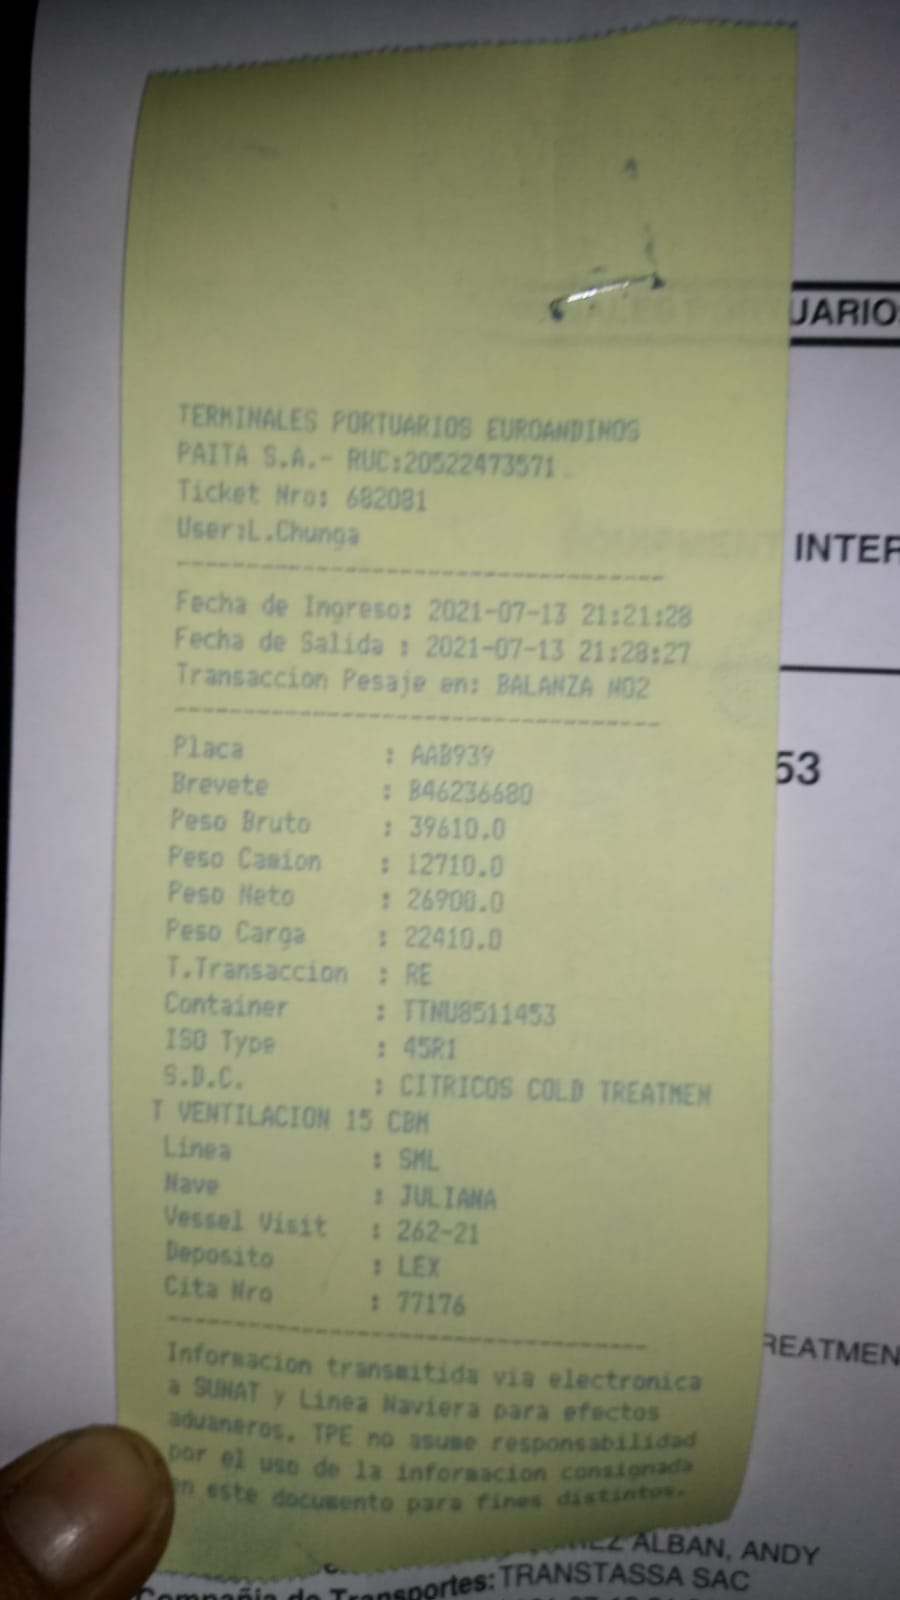 TERMINALES PORTUARIOS EUROANDINOS
PAITA S.A.- RUC:20522473571
Ticket Nro: 682081
User:L.Chunga
Fecha de Ingreso: 2021-07-13 21:21:28
Fecha de Salida : 2021-07-13 21:28:27
Transaccion Pesaje en: BALANZA NO2
Placa : AAB939
Brevete : B46236680
Peso Bruto : 39610.0
Peso Camion : 12710.0
Peso Neto : 26900.0
Peso Carga : 22410.0
T.Transaccion : RE
Container : TTNU8511453
ISO Type : 45R1
S.D.C. : CITRICOS COLD TREATMEN
T VENTILACION 15 CBM
Linea : SML
Nave : JULIANA
Vessel Visit : 262-21
Deposito : LEX
Cita Nro : 77176
Informacion transmitida via electronica
a SUNAT y Linea Naviera para efectos
aduaneros. TPE no asume responsabilidad
por el uso de la informacion consignada
en este documento para fines distintos.
UARIO
INTER
53
REATMEN
ALBAN, ANDY
Compañia de Transportes: TRANSTASSA SAC